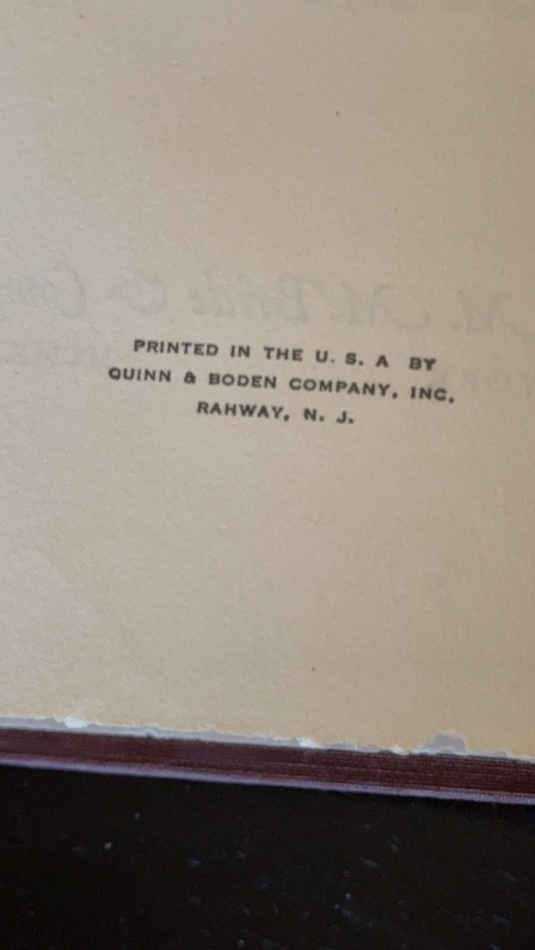 PRINTED IN THE U. S. A BY
QUINN & BODEN COMPANY, INC.
RAHWAY, N. J.